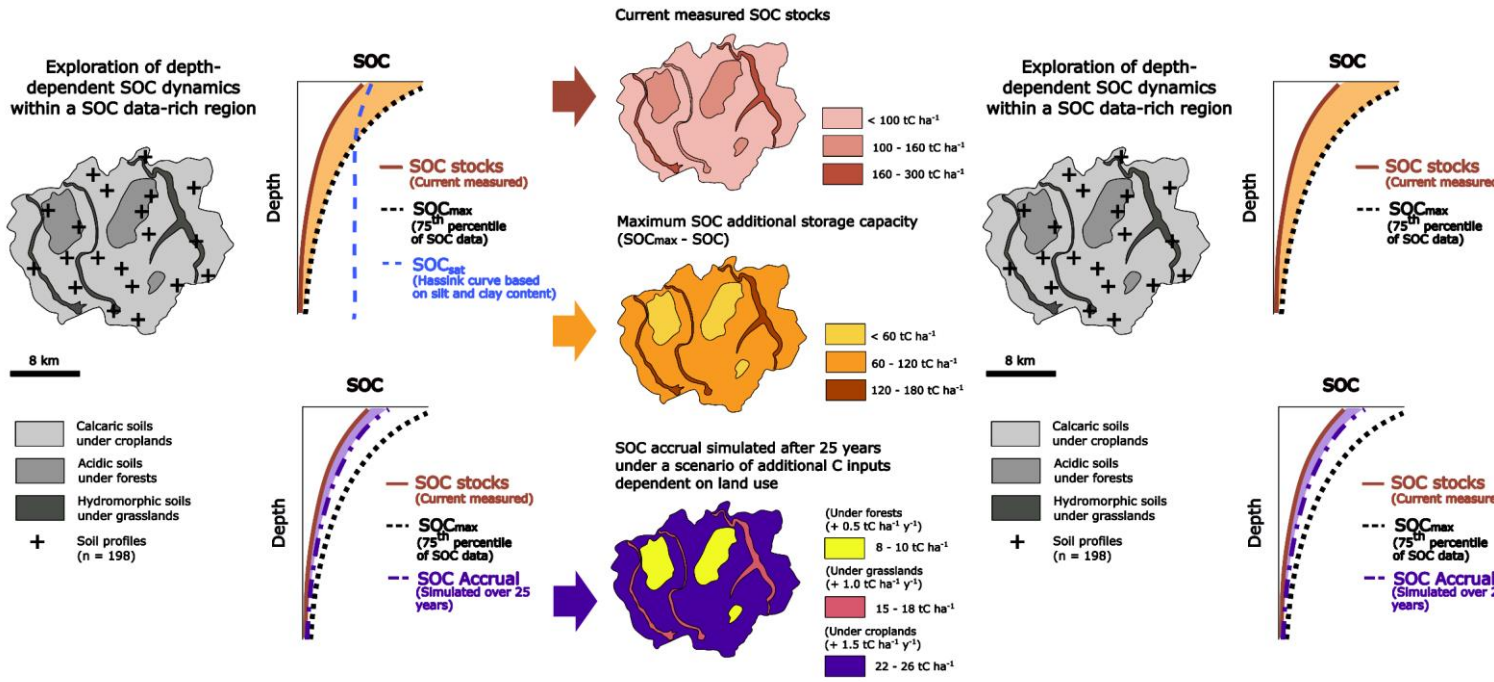 Exploration of depth-
dependent SOC dynamics
within a SOC data-rich region
8 km
Calcaric soils
under croplands
Acidic soils
under forests
Hydromorphic soils
under grasslands
Soil profiles
(n = 198)
SOC
Depth
SOC stocks
(Current measured)
SOCmax
(75th percentile
of SOC data)
SOCsat
(Hassink curve based
on silt and clay content)
SOC
Depth
SOC stocks
(Current measured)
SOCmax
(75th percentile
of SOC data)
SOC Accrual
(Simulated over 25
years)
Current measured SOC stocks
< 100 tC ha-1
100 - 160 tC ha-1
160 - 300 tC ha-1
Maximum SOC additional storage capacity
(SOCmax - SOC)
< 60 tC ha-1
60 - 120 tC ha-1
120 - 180 tC ha-1
SOC accrual simulated after 25 years
under a scenario of additional C inputs
dependent on land use
(Under forests
(+ 0.5 tC ha-1 y-1)
8 - 10 tC ha-1
(Under grasslands
(+ 1.0 tC ha-1 y-1)
15 - 18 tC ha-1
(Under croplands
(+ 1.5 tC ha-1 y-1)
22 - 26 tC ha-1
Exploration of depth-
dependent SOC dynamics
within a SOC data-rich region
8 km
Calcaric soils
under croplands
Acidic soils
under forests
Hydromorphic soils
under grasslands
Soil profiles
(n = 198)
SOC
Depth
SOC stocks
(Current measured
SOCmax
(75th percentile
of SOC data)
SOC
Depth
SOC stocks
(Current measured
SOCmax
(75th percentile
of SOC data)
SOC Accrual
(Simulated over 2
years)